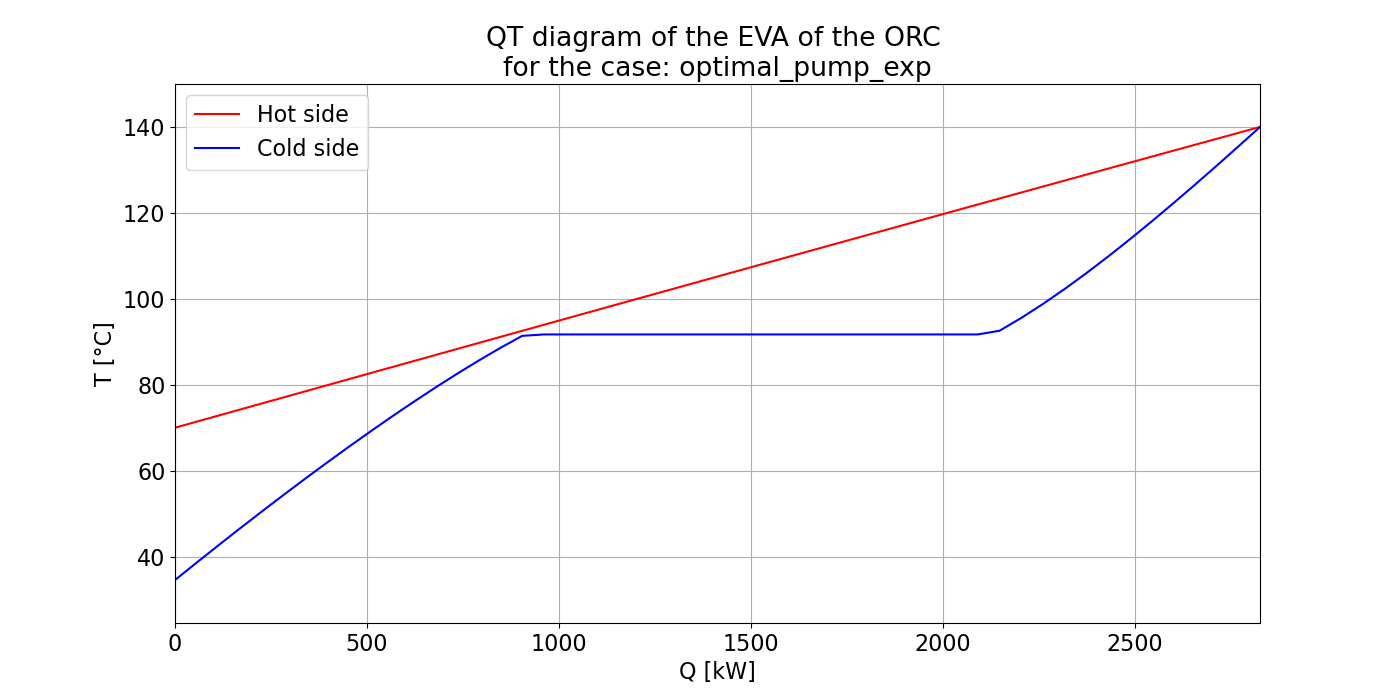 QT diagram of the EVA of the ORC
for the case: optimal_pump_exp
Hot side
Cold side
T [°C]
140
120
100
80
60
40
0
500
1000
1500
2000
2500
Q [kW]